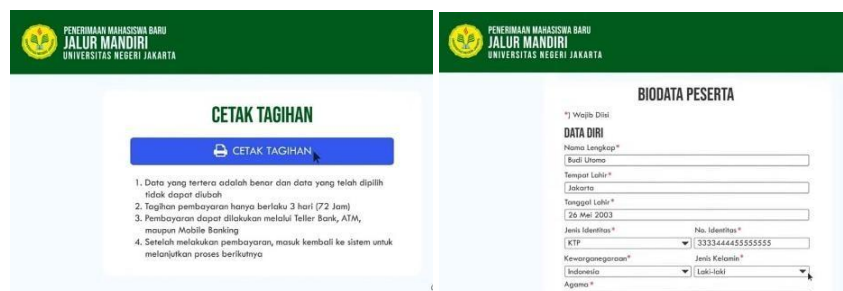 PENERIMAAN MAHASISWA BARU
JALUR MANDIRI
UNIVERSITAS NEGERI JAKARTA
CETAK TAGIHAN
CETAK TAGIHAN
1. Data yang tertera adalah benar dan data yang telah dipilih
tidak dapat diubah
2. Tagihan pembayaran hanya berlaku 3 hari (72 Jam)
3. Pembayaran dapat dilakukan melalui Teller Bank, ATM,
maupun Mobile Banking
4. Setelah melakukan pembayaran, masuk kembali ke sistem untuk
melanjutkan proses berikutnya
PENERIMAAN MAHASISWA BARU
JALUR MANDIRI
UNIVERSITAS NEGERI JAKARTA
BIODATA PESERTA
*) Wajib Diisi
DATA DIRI
Nama Lengkap*
Budi Utomo
Tempat Lahir*
Jakarta
Tanggal Lahir*
26 Mei 2003
Jenis Identitas* No. Identitas*
KTP 3333444455555555
Kewarganegaraan* Jenis Kelamin*
Indonesia Laki-laki
Agama*